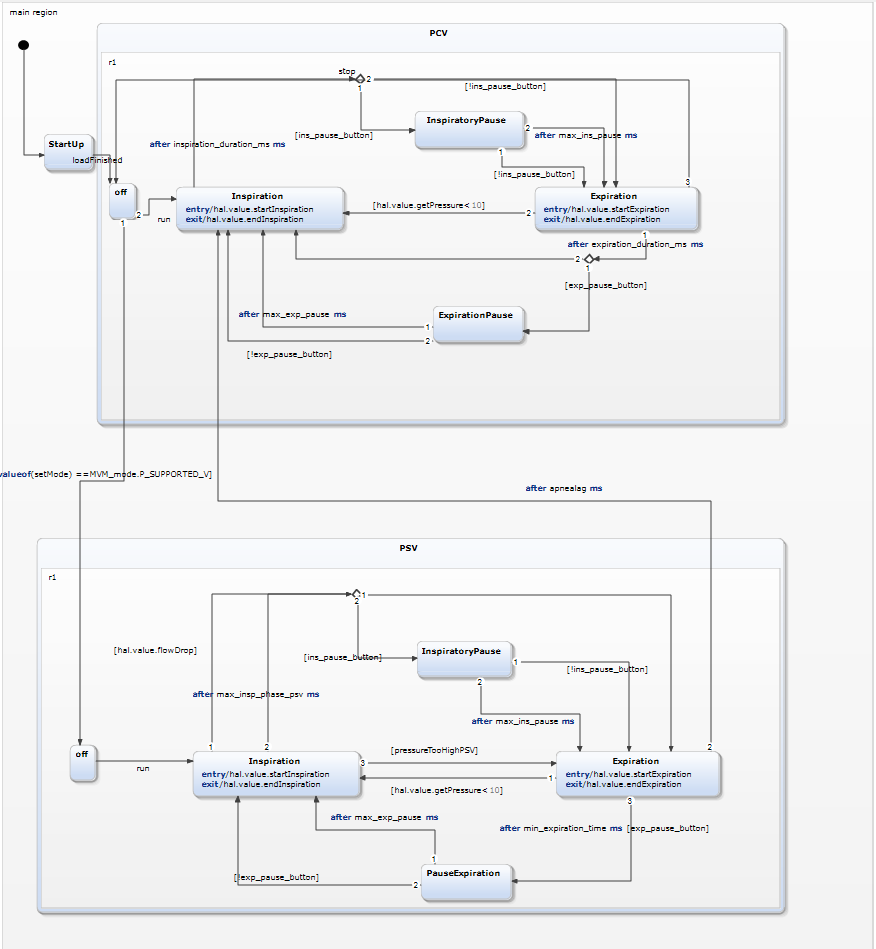 main region
PCV
r1
stop
2
1
[!ins_pause_button]
InspiratoryPause
[ins_pause_button]
2
after max_ins_pause ms
StartUp
after inspiration_duration_ms ms
1
loadFinished
[!ins_pause_button]
3
off
Inspiration
Expiration
entry/hal.value.startInspiration
exit/hal.value.endInspiration
[hal.value.getPressure< 10]
2
entry/hal.value.startExpiration
exit/hal.value.endExpiration
2
run
1
1
after expiration_duration_ms ms
2
1
[exp_pause_button]
after max_exp_pause ms
ExpirationPause
1
2
[!exp_pause_button]
valueof(setMode) ==MVM_mode.P_SUPPORTED_V]
after apnealag ms
PSV
r1
1
2
[hal.value.flowDrop]
[ins_pause_button]
InspiratoryPause
1
[!ins_pause_button]
2
after max_insp_phase_psv ms
after max_ins_pause ms
1
2
2
off
run
Inspiration
entry/hal.value.startInspiration
exit/hal.value.endInspiration
[pressureTooHighPSV]
3
1
[hal.value.getPressure< 10]
Expiration
entry/hal.value.startExpiration
exit/hal.value.endExpiration
3
after max_exp_pause ms
after min_expiration_time ms [exp_pause_button]
1
PauseExpiration
[!exp_pause_button]
2